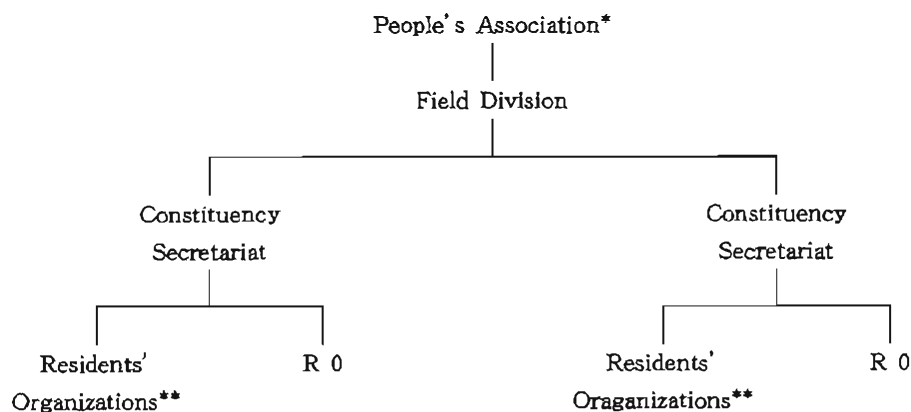 People's Association*
Field Division
Constituency Constituency
Secretariat Secretariat
Residents' R 0 Residents' R 0
Organizations** Oraganizations**